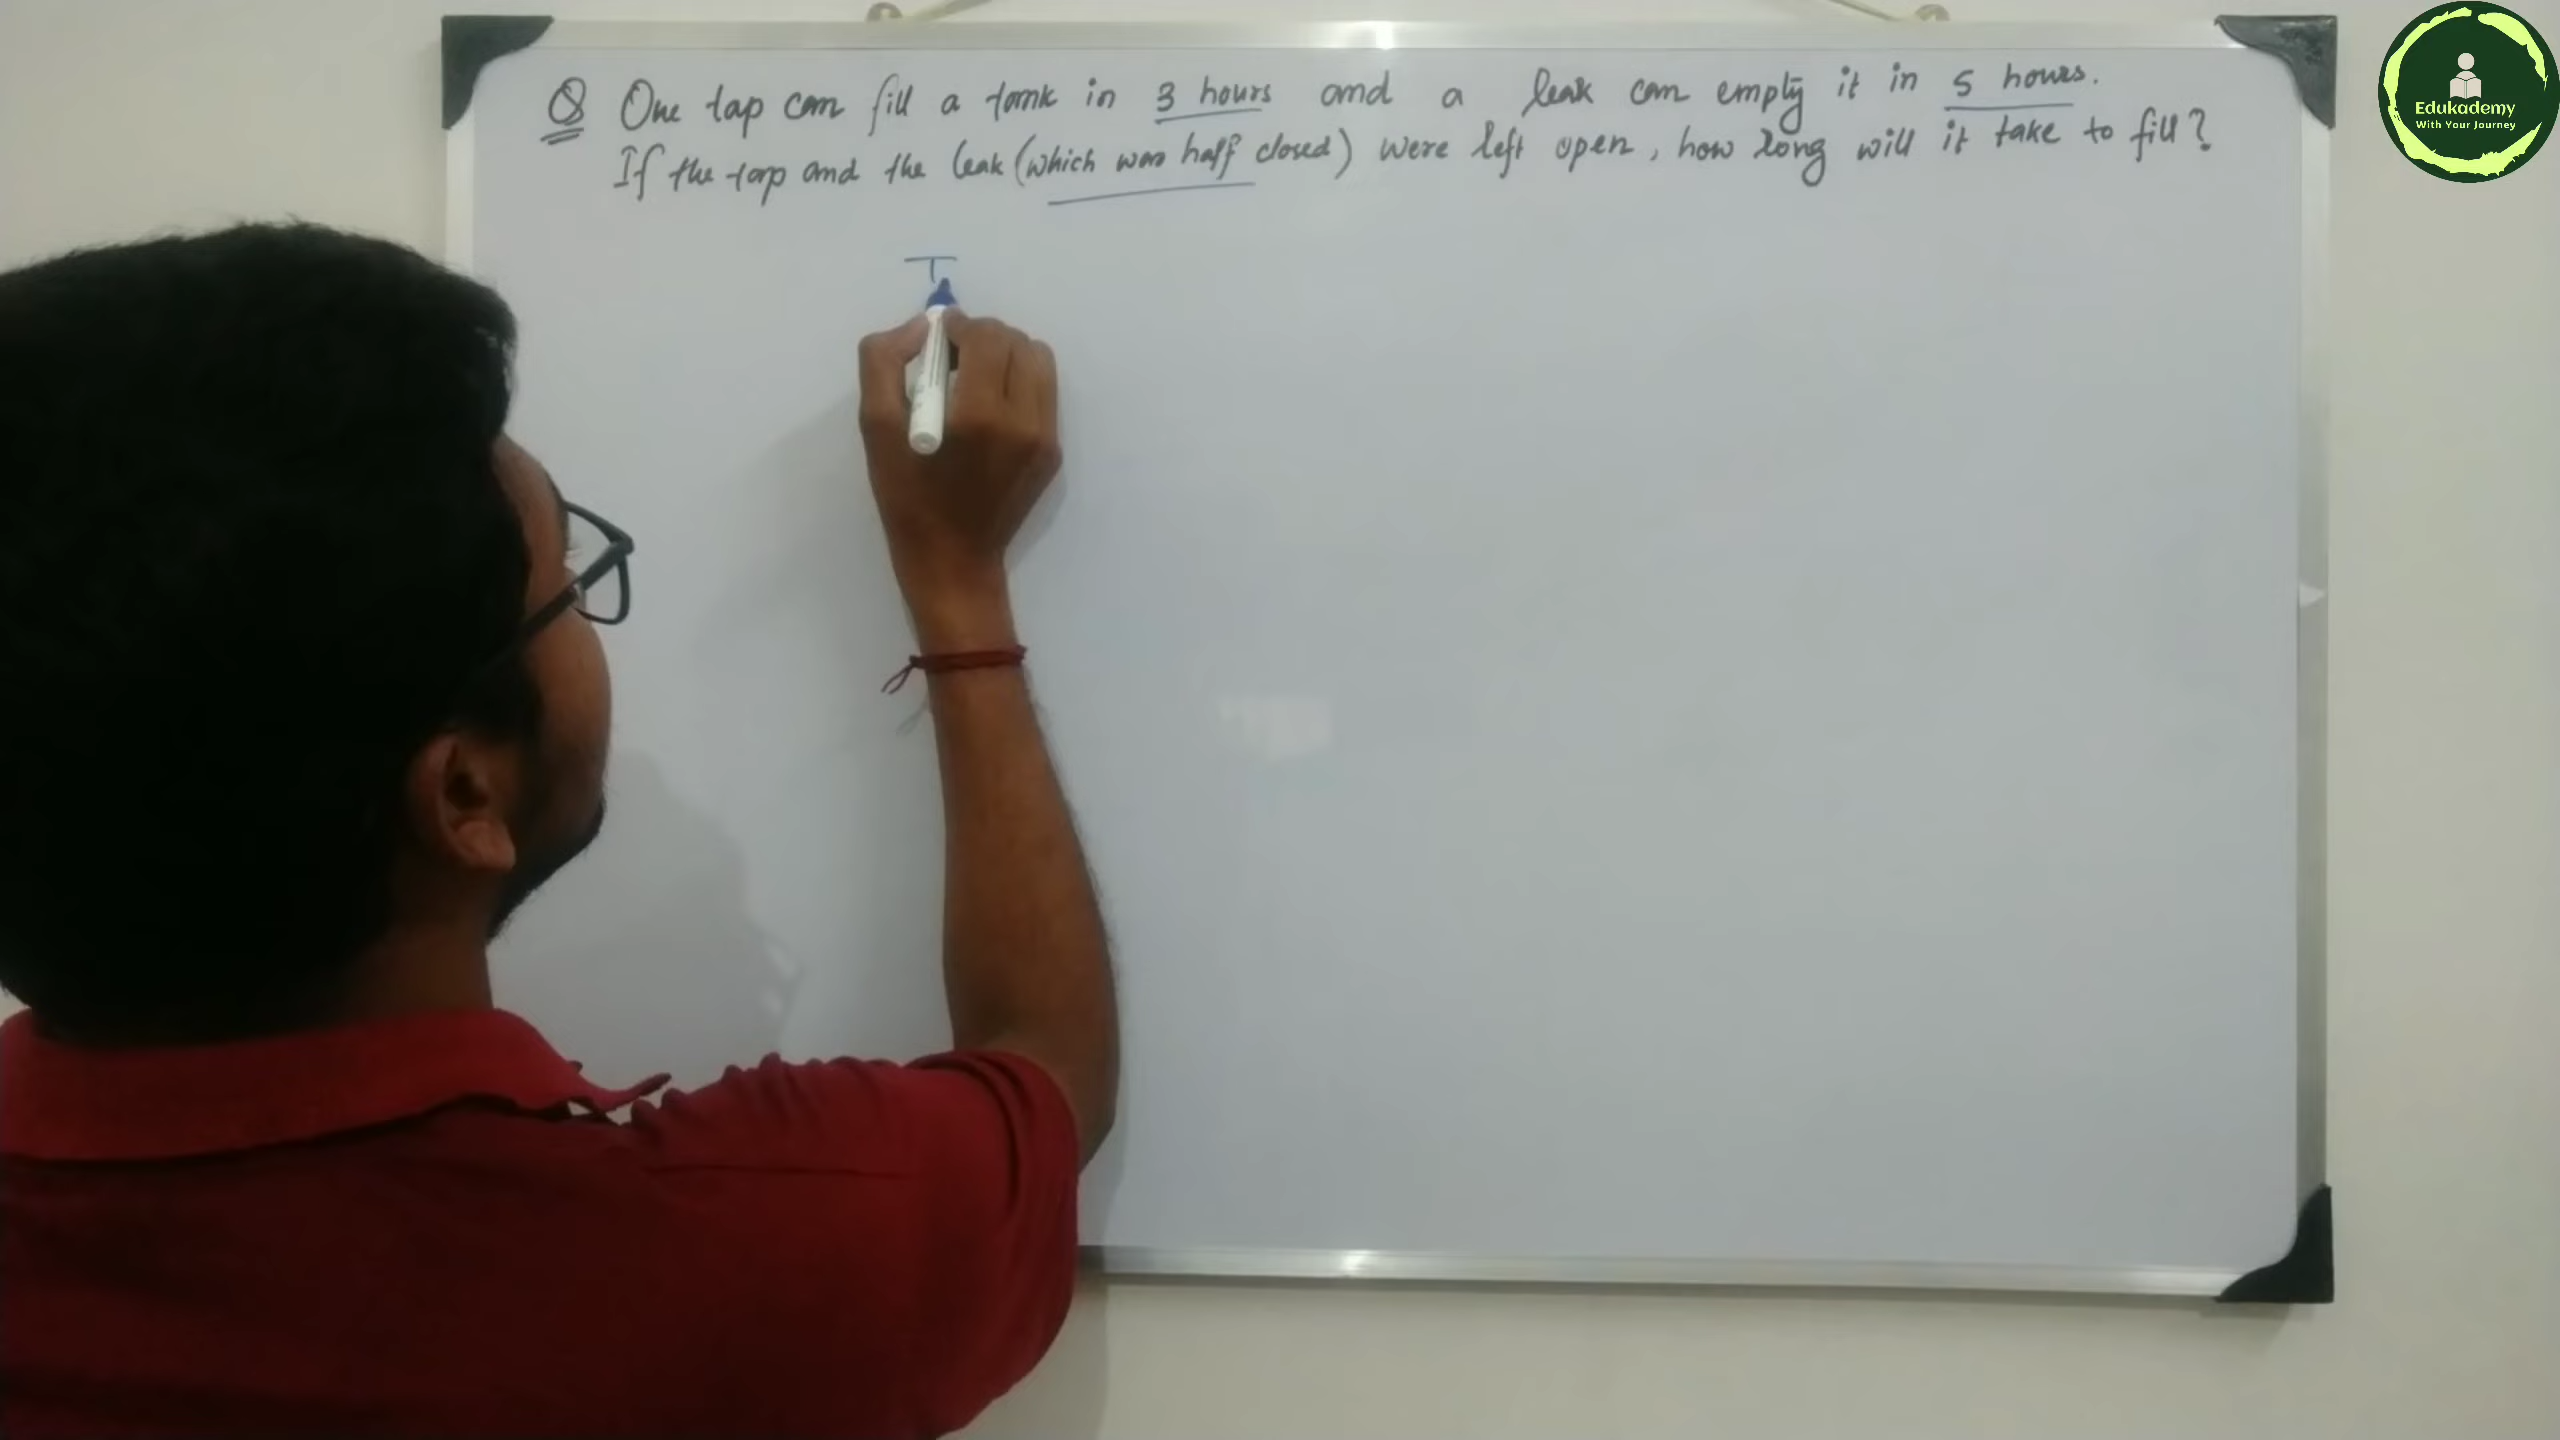 Q One tap can fill a tank in 3 hours and a leak can empty it in 5 hours.
If the tap and the leak (which was half closed) were left open, how long will it take to fill?
T
Edukademy
With Your Journey